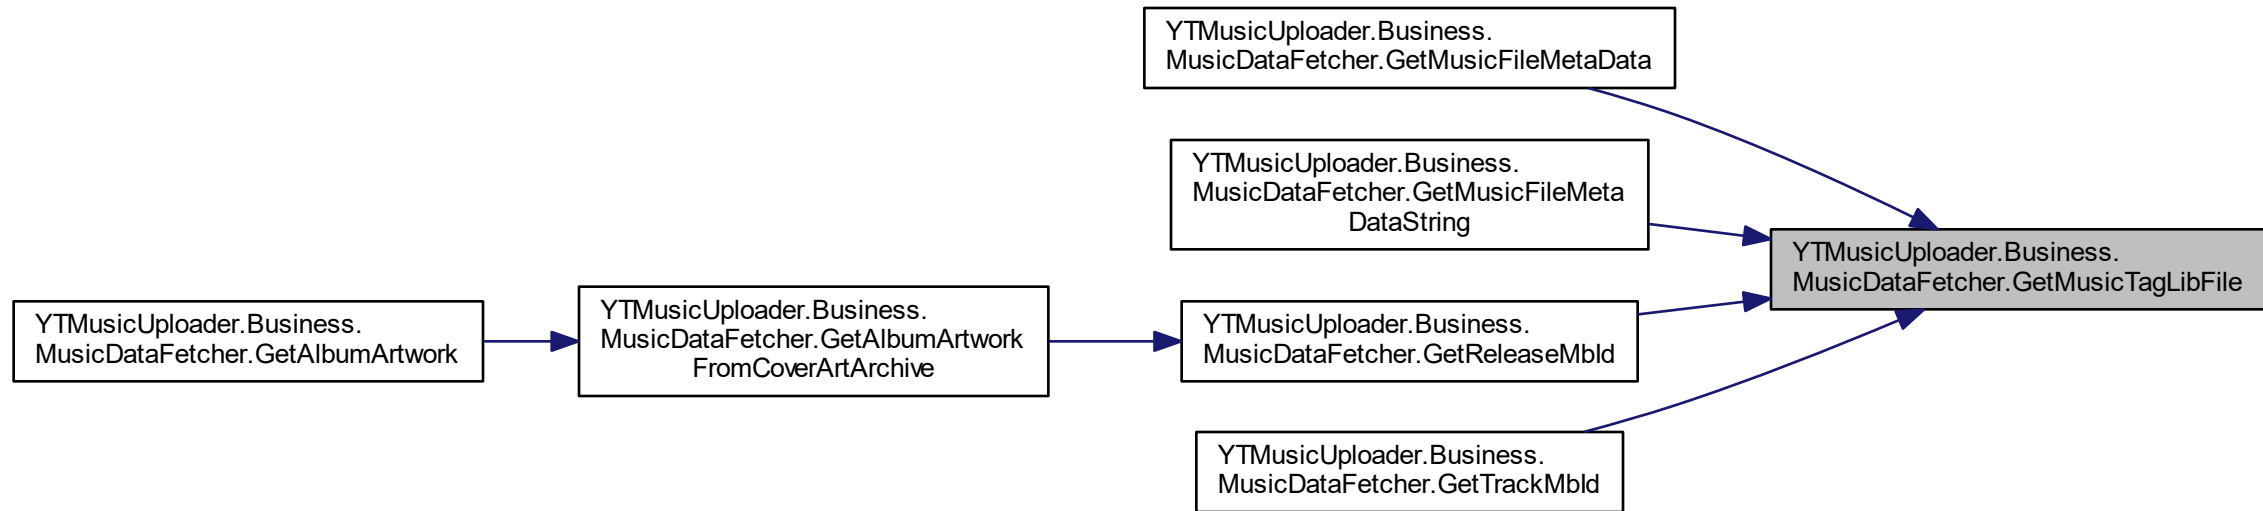 YTMusicUploader.Business.
MusicDataFetcher.GetMusicFileMetaData
YTMusicUploader.Business.
MusicDataFetcher.GetMusicFileMeta
DataString
YTMusicUploader.Business.
MusicDataFetcher.GetMusicTagLibFile
YTMusicUploader.Business.
MusicDataFetcher.GetAlbumArtwork
YTMusicUploader.Business.
MusicDataFetcher.GetAlbumArtwork
FromCoverArtArchive
YTMusicUploader.Business.
MusicDataFetcher.GetReleaseMbId
YTMusicUploader.Business.
MusicDataFetcher.GetTrackMbId